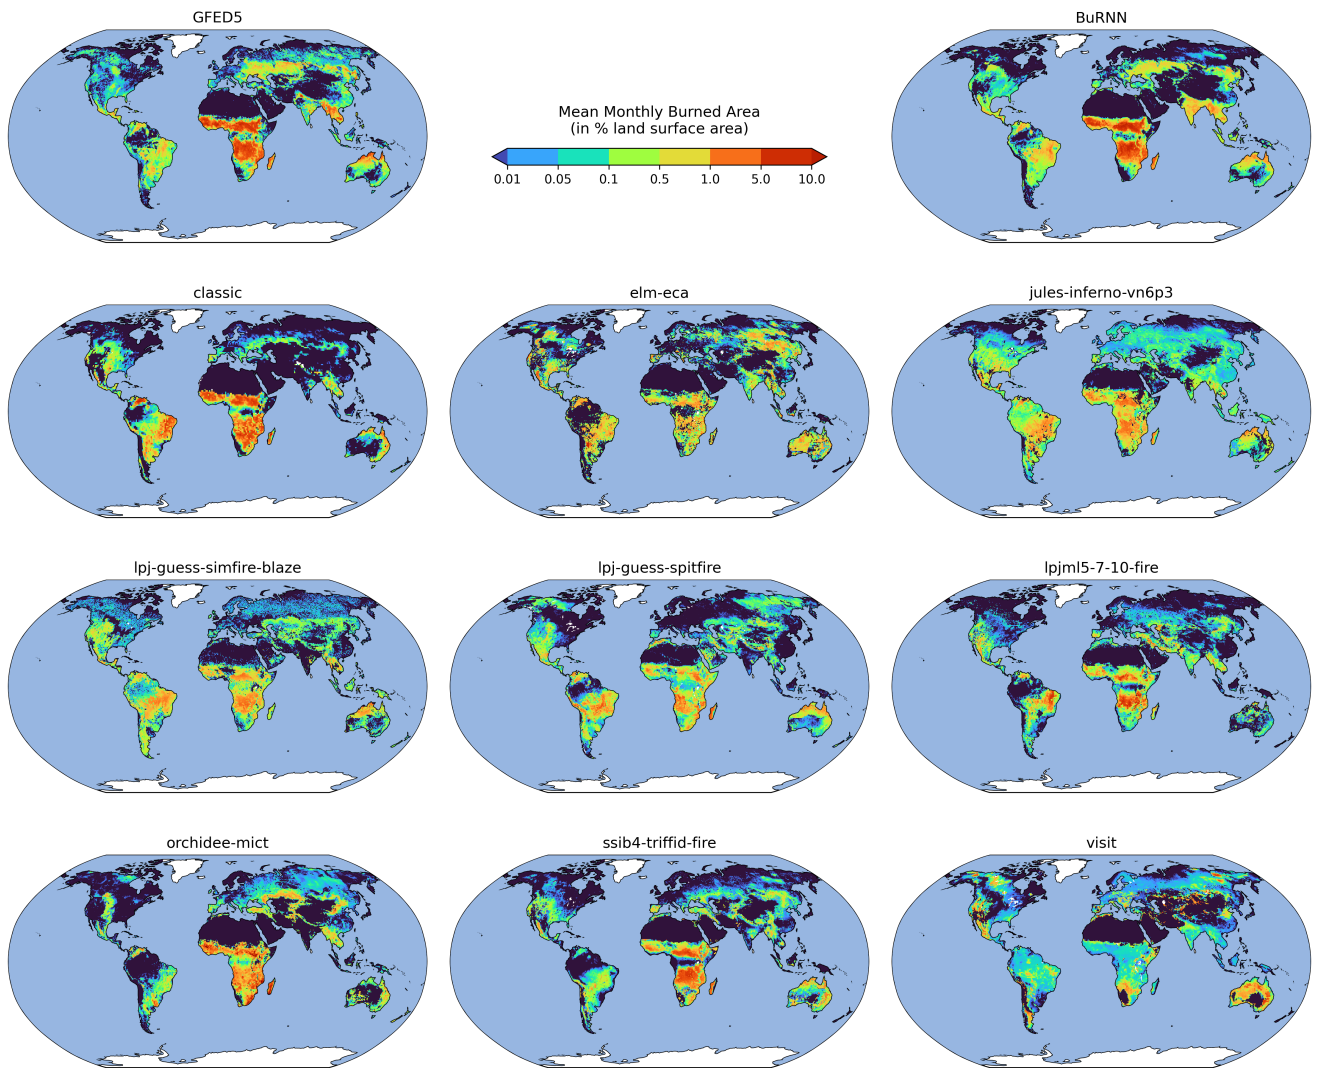 GFED5
BuRNN
Mean Monthly Burned Area
(in % land surface area)
0.01 0.05 0.1 0.5 1.0 5.0 10.0
classic
elm-eca
jules-inferno-vn6p3
lpj-guess-simfire-blaze
lpj-guess-spitfire
lpjml5-7-10-fire
orchidee-mict
ssib4-triffid-fire
visit